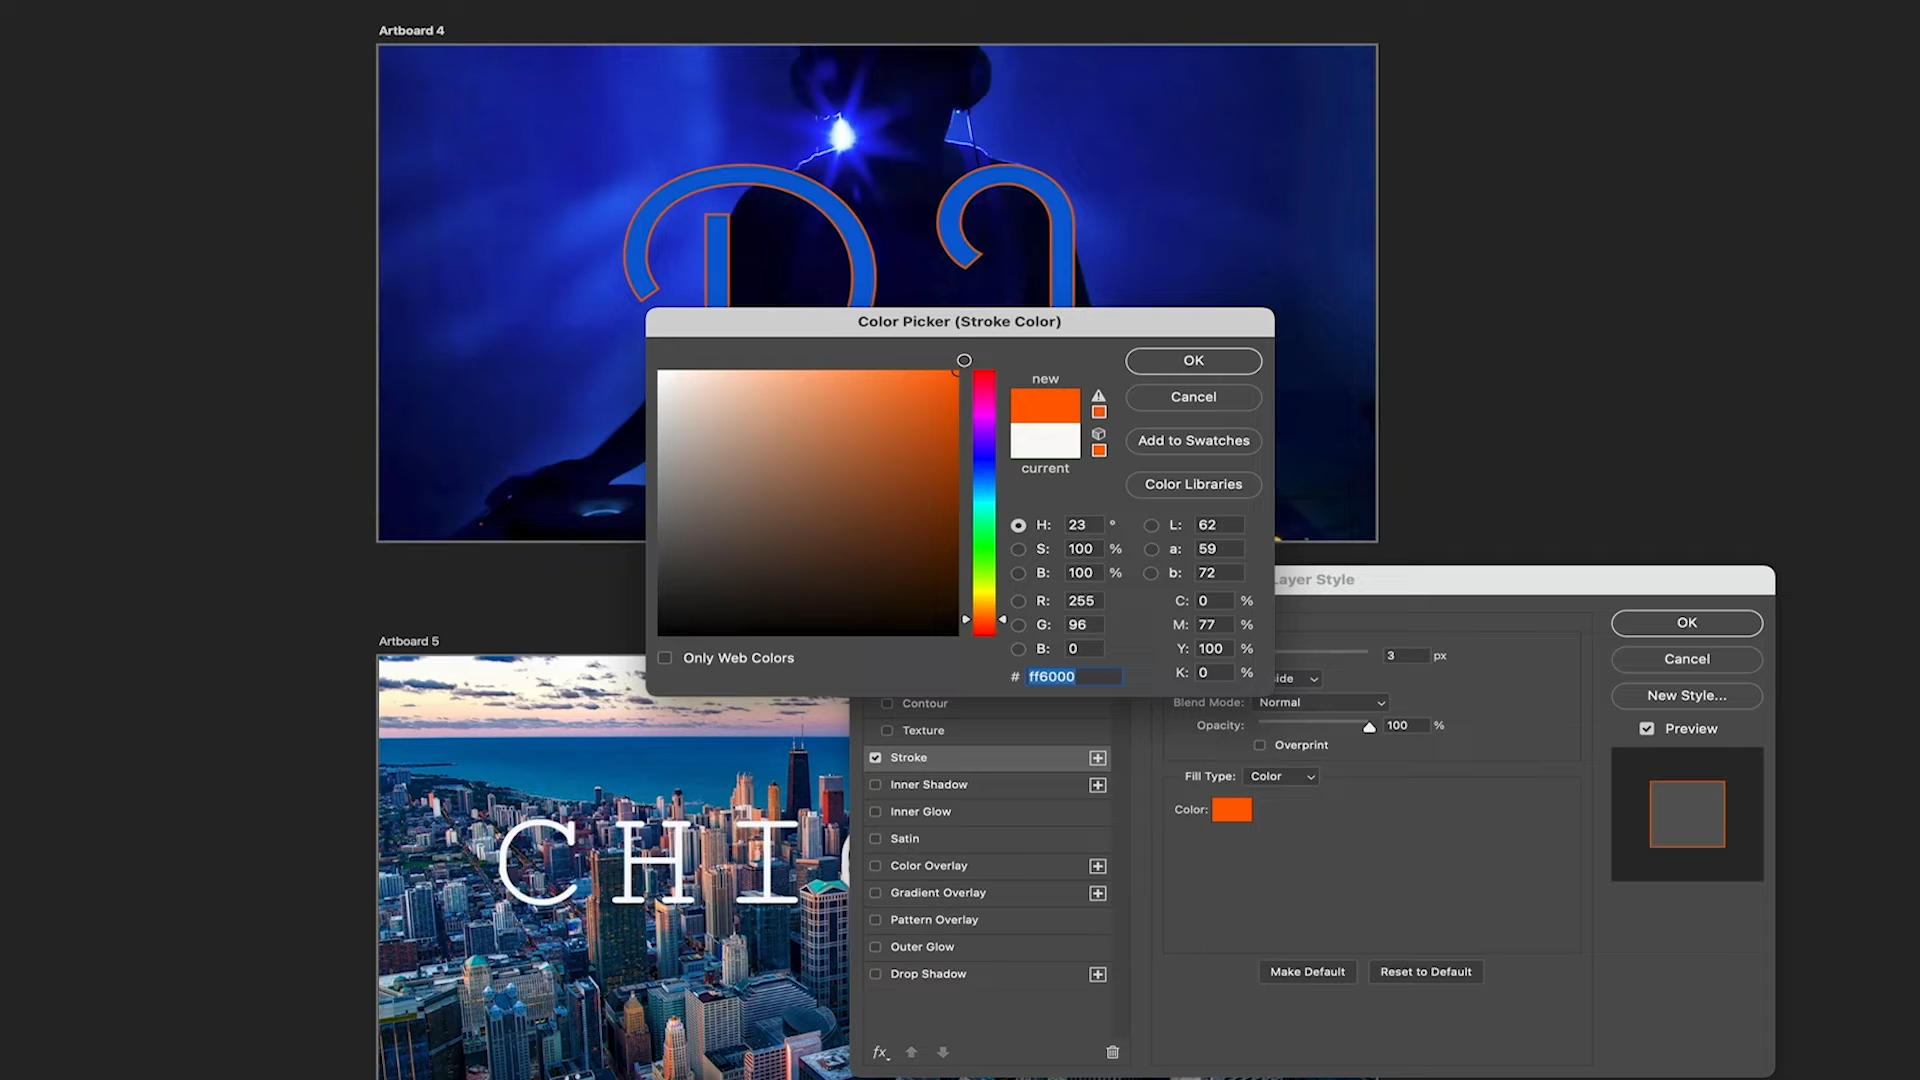 Artboard 4
DJ
Color Picker (Stroke Color)
new
current
OK
Cancel
Add to Swatches
Color Libraries
H: 23 °
S: 100 %
B: 100 %
R: 255
G: 96
B: 0
# ff6000
L: 62
a: 59
b: 72
C: 0 %
M: 77 %
Y: 100 %
K: 0 %
Only Web Colors
Artboard 5
CHI
Layer Style
3 px
Blend Mode: Normal
Opacity: 100 %
Overprint
Fill Type: Color
Color:
Make Default
Reset to Default
Contour
Texture
Stroke
Inner Shadow
Inner Glow
Satin
Color Overlay
Gradient Overlay
Pattern Overlay
Outer Glow
Drop Shadow
fx
OK
Cancel
New Style...
Preview